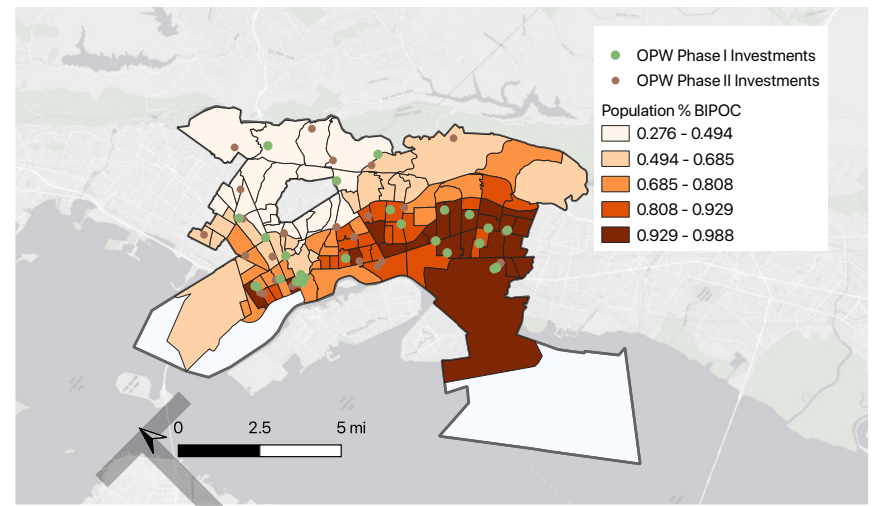 OPW Phase I Investments
OPW Phase II Investments
Population % BIPOC
0.276 - 0.494
0.494 - 0.685
0.685 - 0.808
0.808 - 0.929
0.929 - 0.988
0 2.5 5 mi